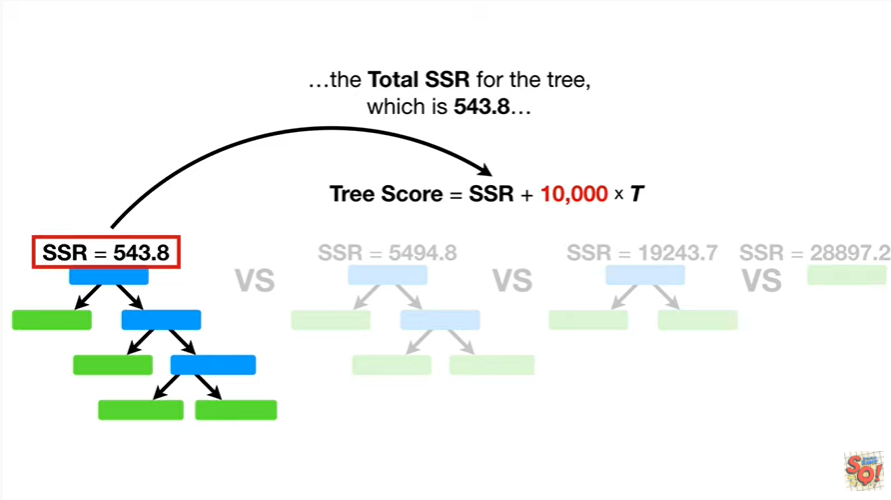 …the Total SSR for the tree,
which is 543.8…
Tree Score = SSR + 10,000 × T
SSR = 543.8
SSR = 5494.8
SSR = 19243.7
SSR = 28897.2
VS
VS
VS
SQ!